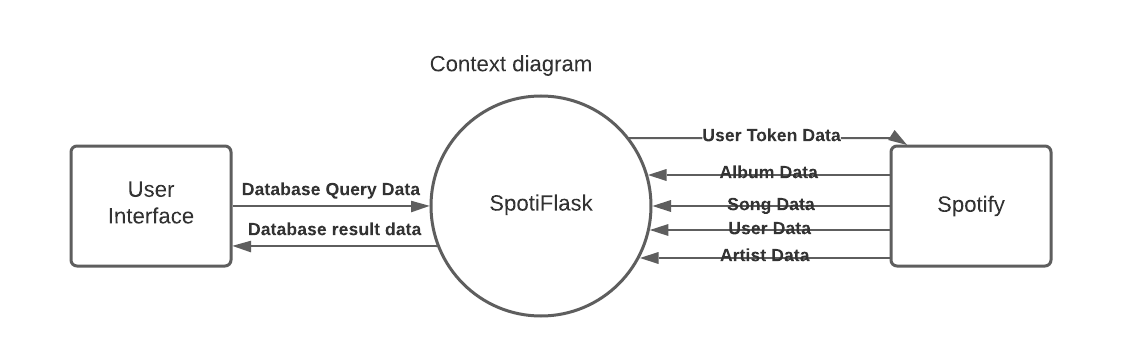 Context diagram
User
Interface
Database Query Data
Database result data
SpotiFlask
User Token Data
Album Data
Song Data
User Data
Artist Data
Spotify